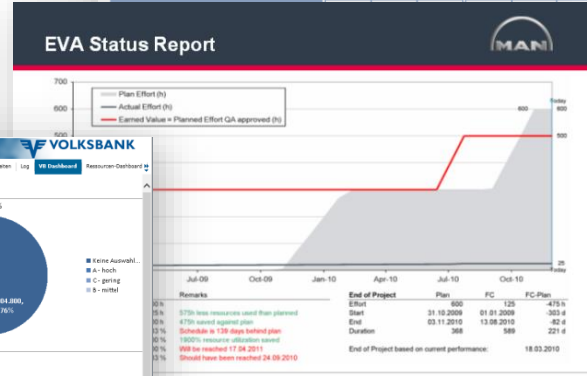 EVA Status Report
MAN
700
Plan Effort (h)
Actual Effort (h)
Earned Value = Planned Effort QA approved (h)
600
500
600
Today
600
500
25
Today
Jul-09
Oct-09
Jan-10
Apr-10
Jul-10
Oct-10
VOLKSBANK
Log
VB Dashboard
Ressourcen-Dashboard
Keine Auswahl...
A - hoch
C - gering
B - mittel
76%
Remarks
575h less resources used than planned
475h saved against plan
Schedule is 139 days behind plan
1900% resource utilization saved
Will be reached 17.04.2011
Should have been reached 24.09.2010
End of Project Plan FC FC-Plan
Effort 600 125 -475 h
Start 31.10.2009 01.01.2009 -303 d
End 03.11.2010 13.08.2010 -82 d
Duration 368 589 221 d
End of Project based on current performance: 18.03.2010